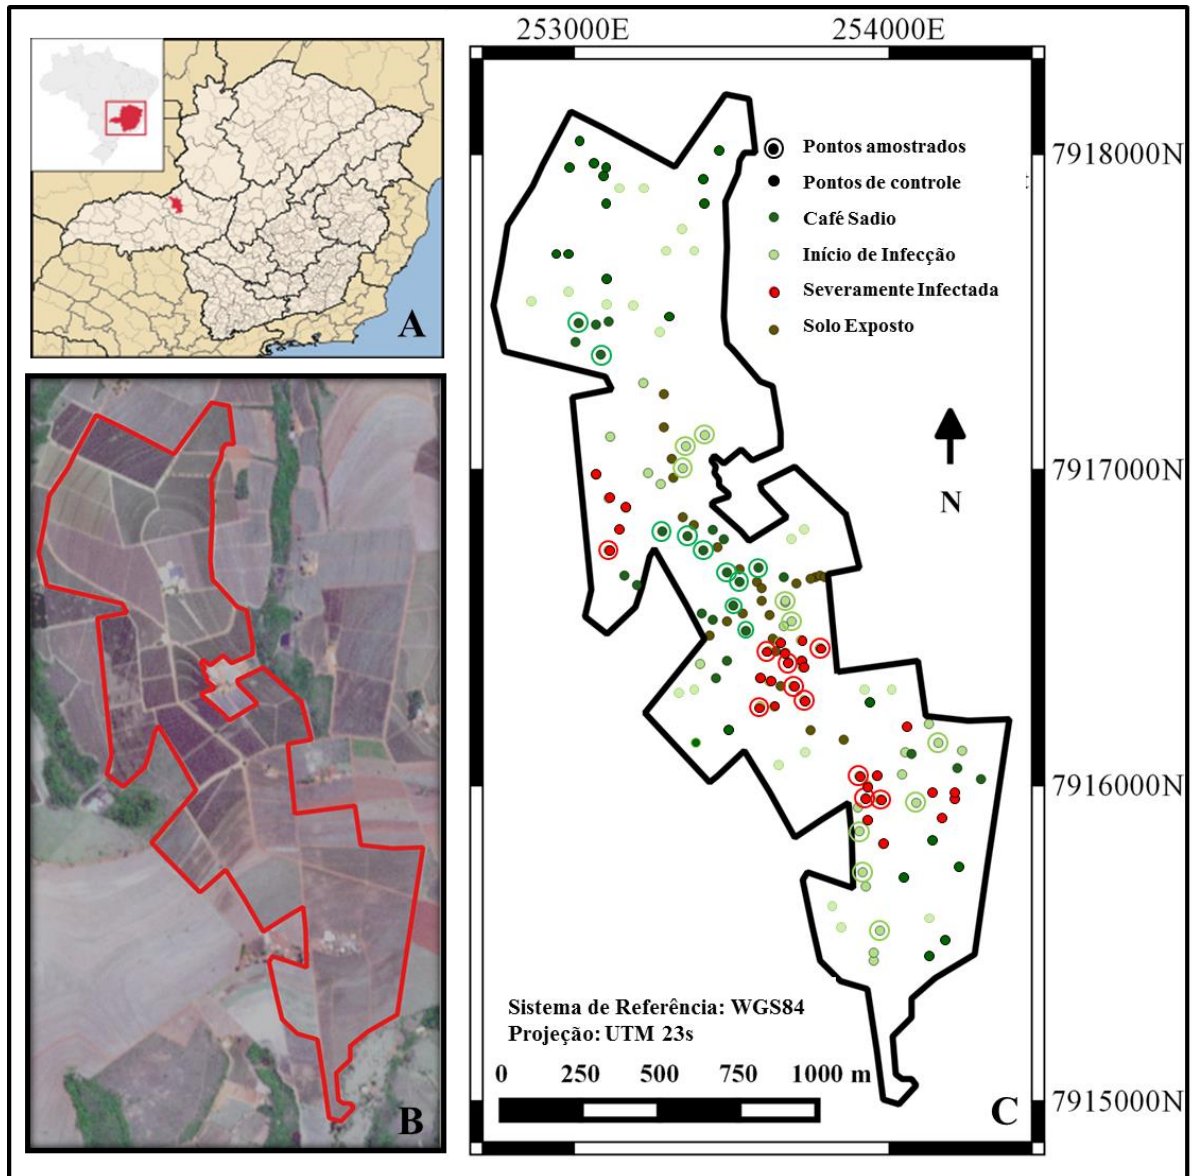 253000E
254000E
A
7918000N
Pontos amostrados
Pontos de controle
Café Sadio
Início de Infecção
Severamente Infectada
Solo Exposto
7917000N
N
7916000N
Sistema de Referência: WGS84
Projeção: UTM 23s
0 250 500 750 1000 m
B
C
7915000N